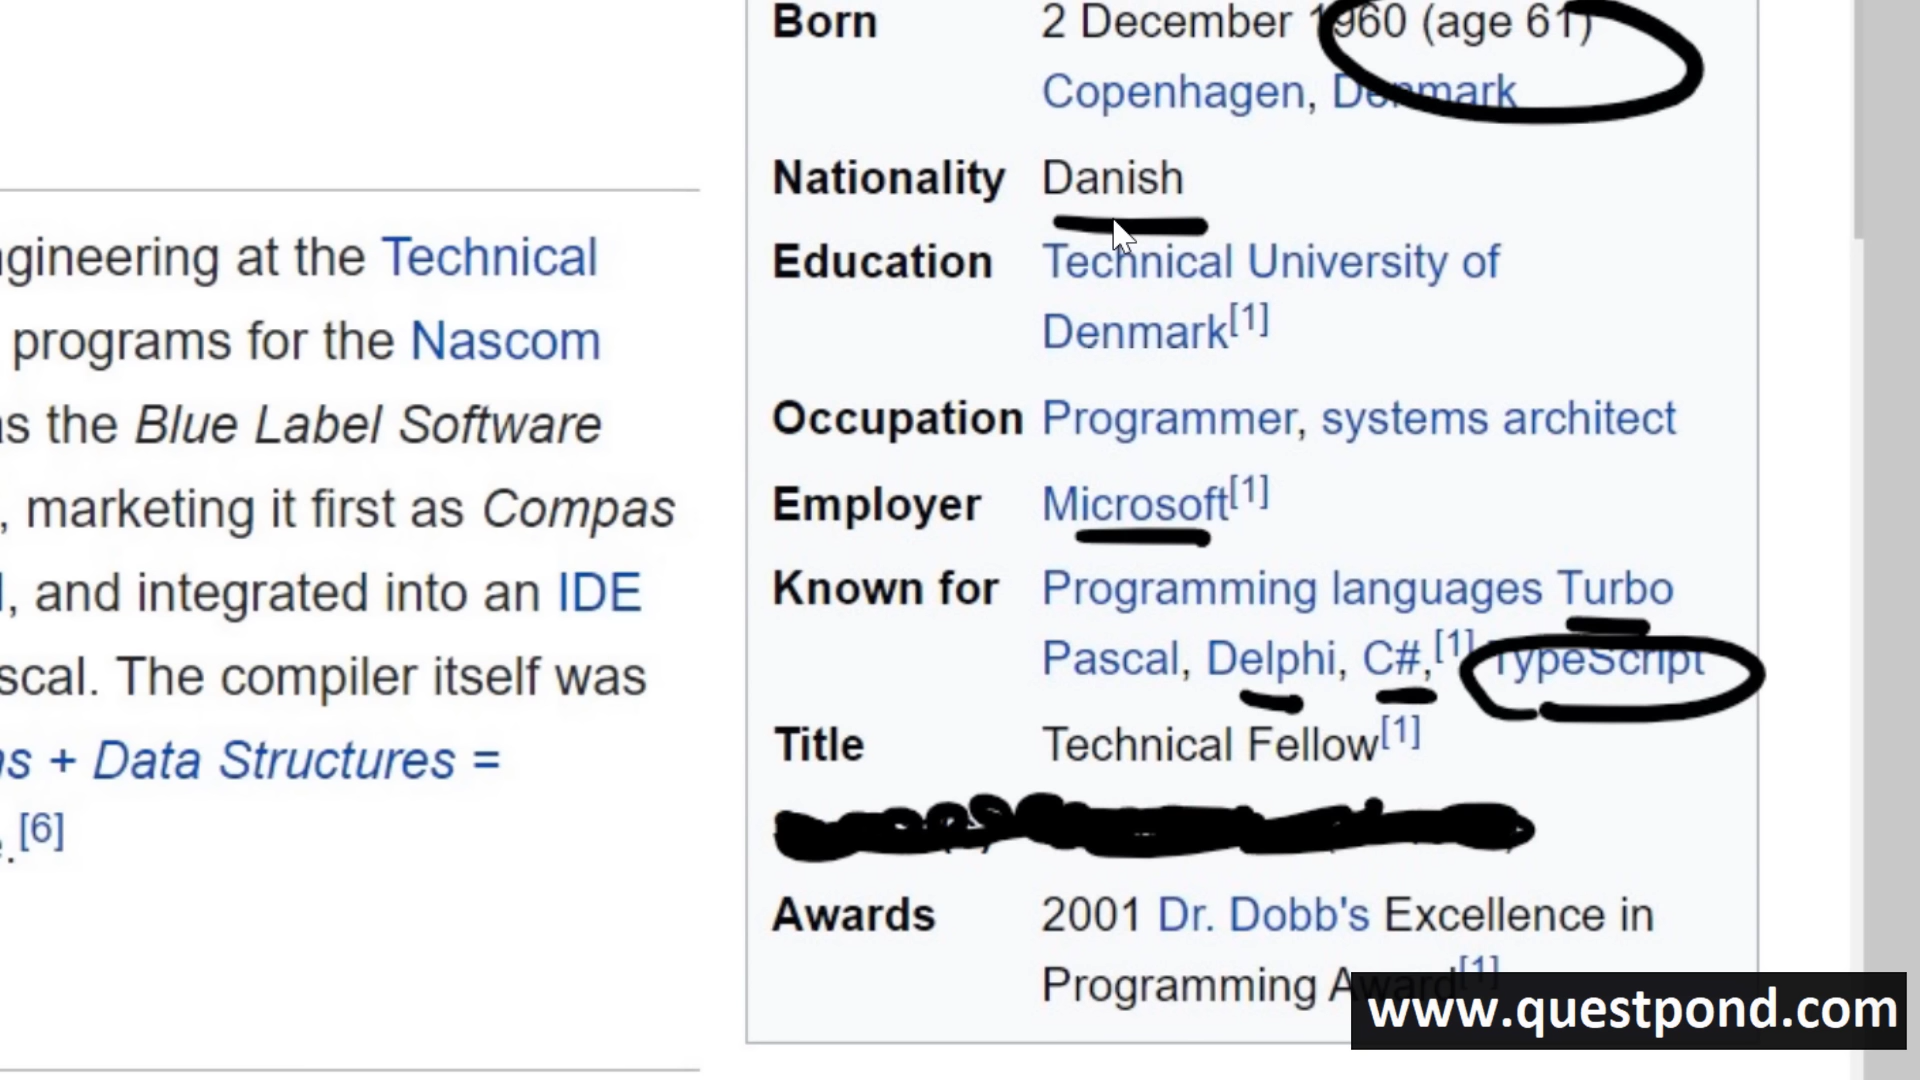 ngineering at the Technical
programs for the Nascom
as the Blue Label Software
, marketing it first as Compas
, and integrated into an IDE
scal. The compiler itself was
ns + Data Structures =
.[6]
Born 2 December 1960 (age 61)
Copenhagen, Denmark
Nationality Danish
Education Technical University of
Denmark[1]
Occupation Programmer, systems architect
Employer Microsoft[1]
Known for Programming languages Turbo
Pascal, Delphi, C#,[1] TypeScript
Title Technical Fellow[1]
Awards 2001 Dr. Dobb's Excellence in
Programming Award[1]
www.questpond.com